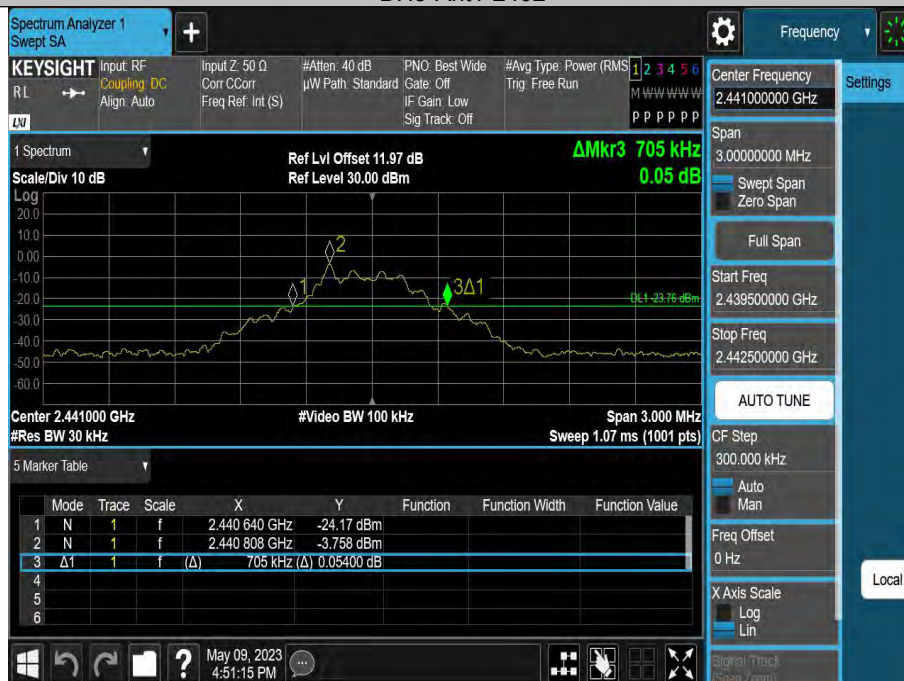 Spectrum Analyzer 1
Swept SA
Frequency
KEYSIGHT
RL
LXI
Input: RF
Coupling: DC
Align: Auto
Input Z: 50 Ω
Corr CCorr
Freq Ref: Int (S)
#Atten: 40 dB
µW Path: Standard
PNO: Best Wide
Gate: Off
IF Gain: Low
Sig Track: Off
#Avg Type: Power (RMS
Trig: Free Run
1 2 3 4 5 6
M W W W W W
P P P P P P
1 Spectrum
Scale/Div 10 dB
Ref Lvl Offset 11.97 dB
Ref Level 30.00 dBm
ΔMkr3 705 kHz
0.05 dB
Log
20.0
10.0
0.00
-10.0
-20.0
-30.0
-40.0
-50.0
-60.0
2
1
3Δ1
DL1 -23.76 dBm
Center 2.441000 GHz
#Video BW 100 kHz
Span 3.000 MHz
#Res BW 30 kHz
Sweep 1.07 ms (1001 pts)
5 Marker Table
Mode Trace Scale X Y Function Function Width Function Value
1 N 1 f 2.440 640 GHz -24.17 dBm
2 N 1 f 2.440 808 GHz -3.758 dBm
3 Δ1 1 f (Δ) 705 kHz (Δ) 0.05400 dB
4
5
6
May 09, 2023
4:51:15 PM
Center Frequency
2.441000000 GHz
Settings
Span
3.00000000 MHz
Swept Span
Zero Span
Full Span
Start Freq
2.439500000 GHz
Stop Freq
2.442500000 GHz
AUTO TUNE
CF Step
300.000 kHz
Auto
Man
Freq Offset
0 Hz
Local
X Axis Scale
Log
Lin
Signal Track
(Span Zoom)